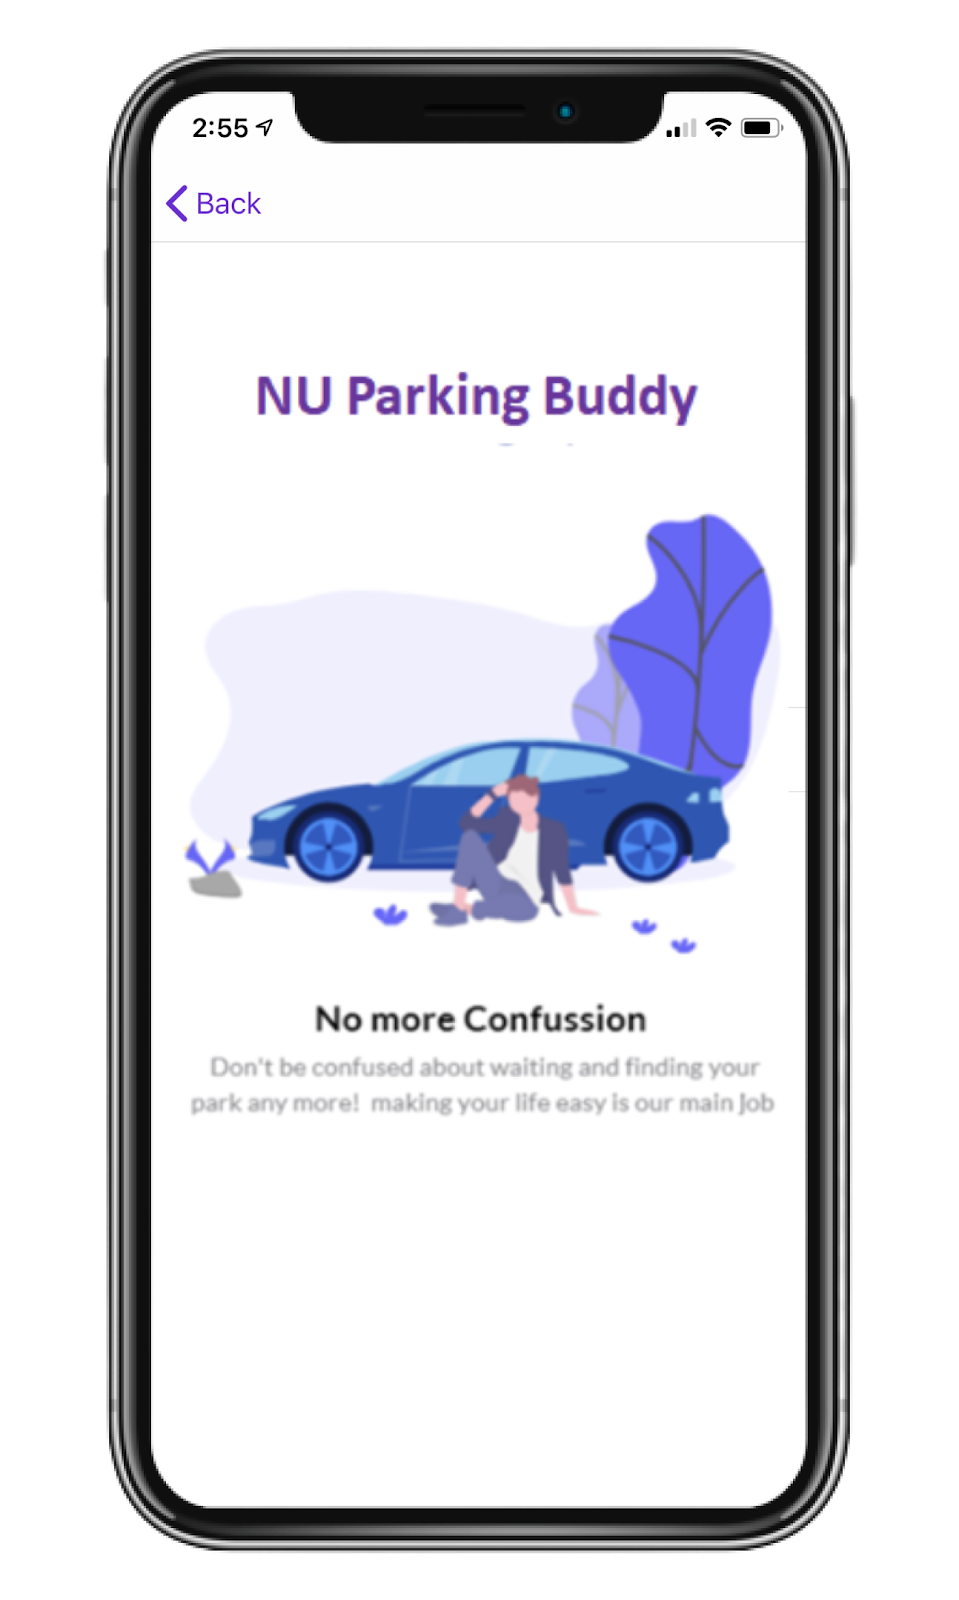 2:55
Back
NU Parking Buddy
No more Confussion
Don't be confused about waiting and finding your
park any more!  making your life easy is our main Job